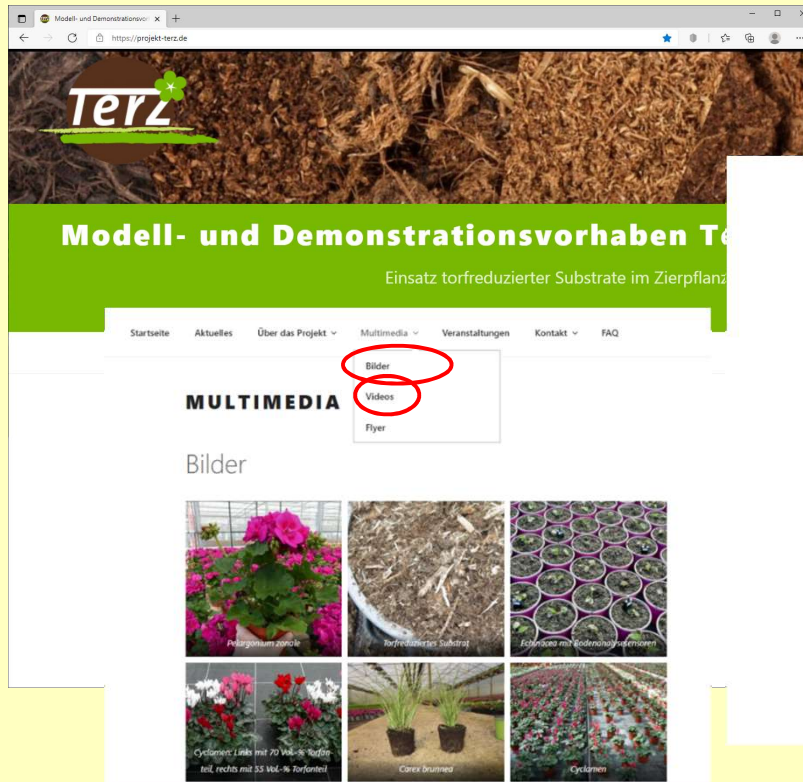 Modell- und Demonstrationsvor
https://projekt-terz.de
Terz
Modell- und Demonstrationsvorhaben Te
Einsatz torfreduzierter Substrate im Zierpflanz
Startseite Aktuelles Über das Projekt Multimedia Veranstaltungen Kontakt FAQ
Bilder
Videos
Flyer
MULTIMEDIA
Bilder
Pelargonium zonale
Torfreduziertes Substrat
Echinacea mit Bodenanalysesensoren
Cyclamen: Links mit 70 Vol.-% Torfan-
teil, rechts mit 55 Vol.-% Torfanteil
Carex brunnea
Cyclamen